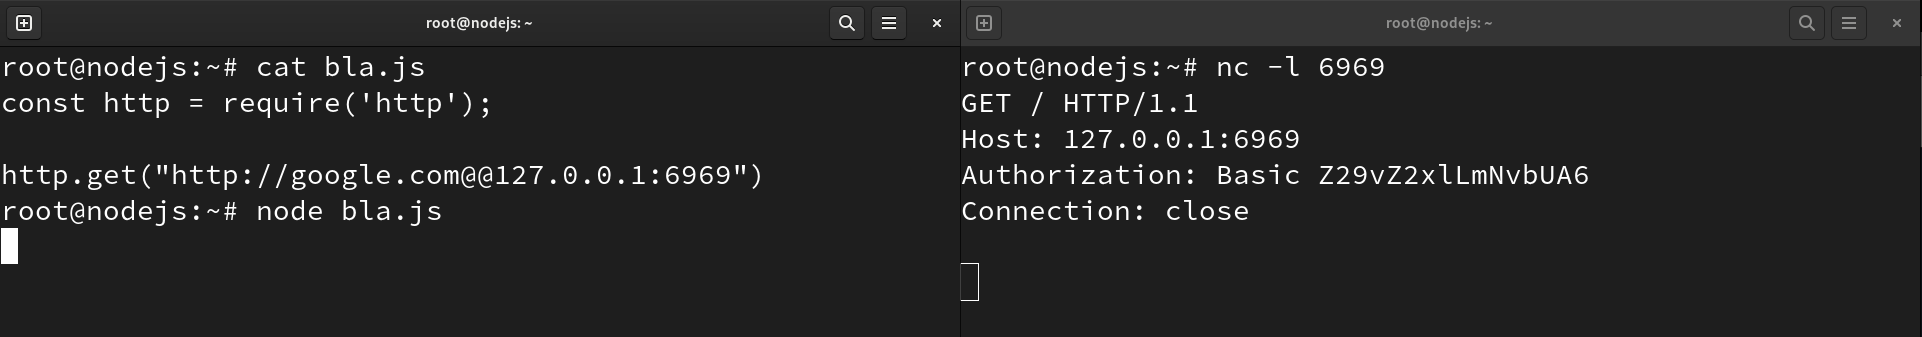 root@nodejs: ~
root@nodejs:~# cat bla.js
const http = require('http');
http.get("http://google.com@@127.0.0.1:6969")
root@nodejs:~# node bla.js
root@nodejs: ~
root@nodejs:~# nc -l 6969
GET / HTTP/1.1
Host: 127.0.0.1:6969
Authorization: Basic Z29vZ2xlLmNvbUA6
Connection: close